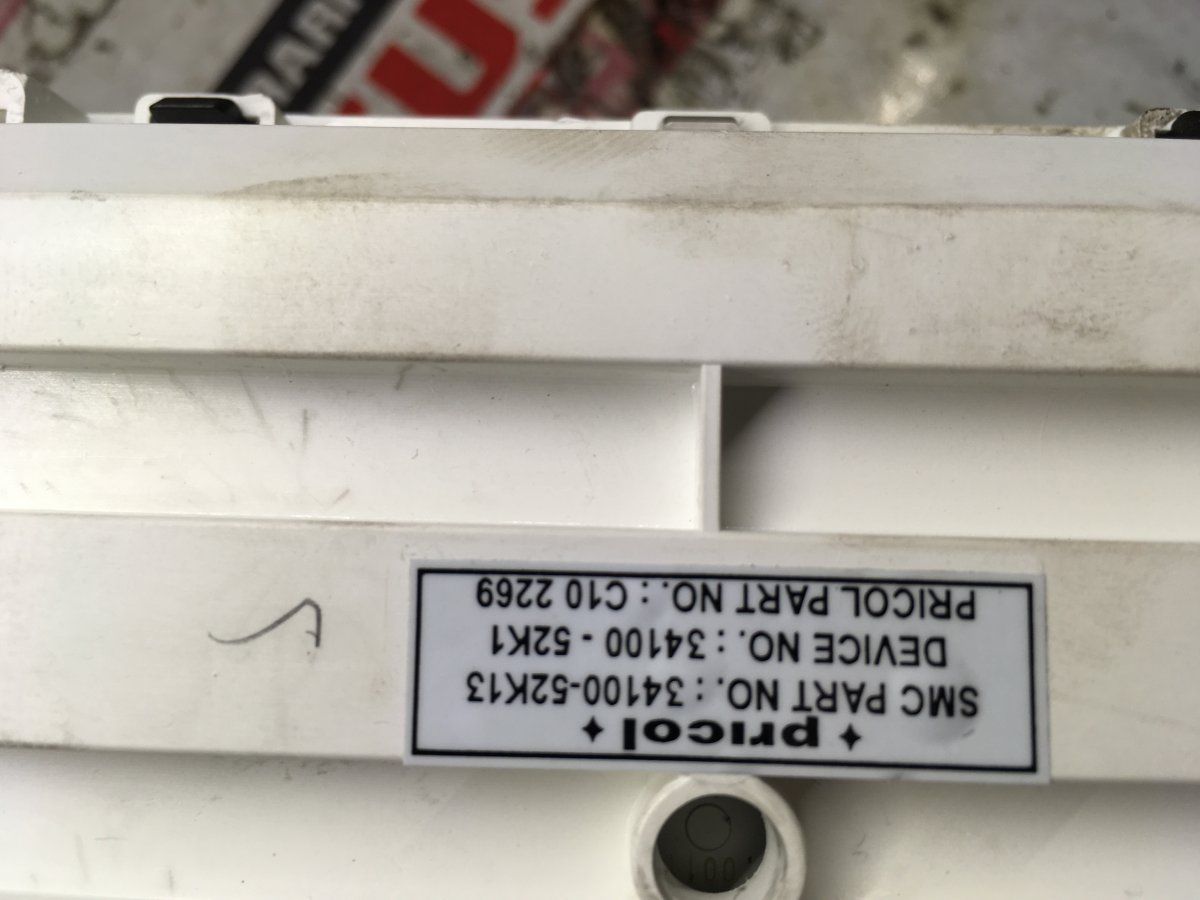 ✦ pricol ✦
SMC PART NO. : 34100-52K13
DEVICE NO. : 34100 - 52K1
PRICOL PART NO. : C10 2269